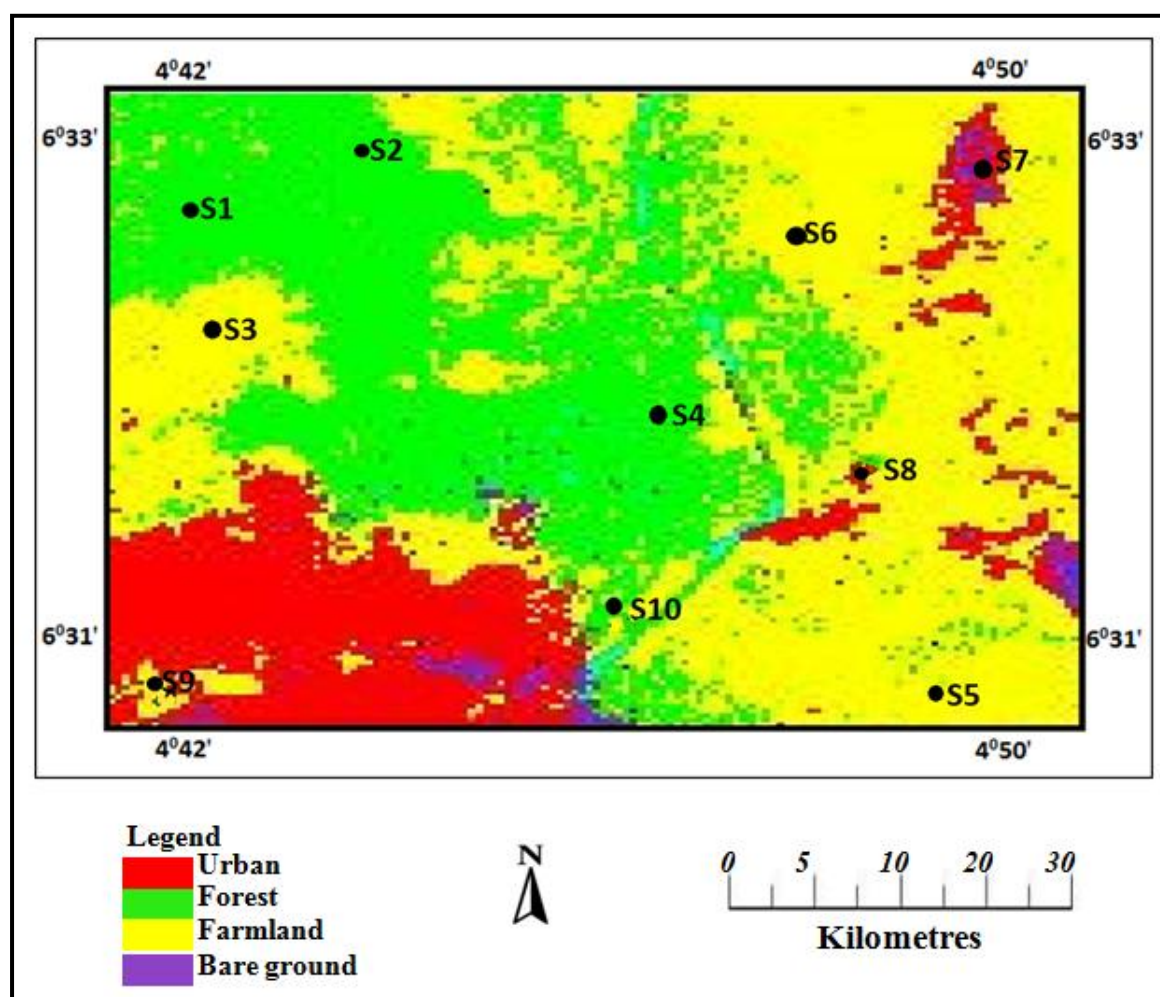 4⁰42' 4⁰50'
6⁰33' 6⁰33'
S2
S7
S1
S6
S3
S4
S8
S10
6⁰31' 6⁰31'
S9
S5
4⁰42' 4⁰50'
Legend
Urban
Forest
Farmland
Bare ground
N
0 5 10 20 30
Kilometres